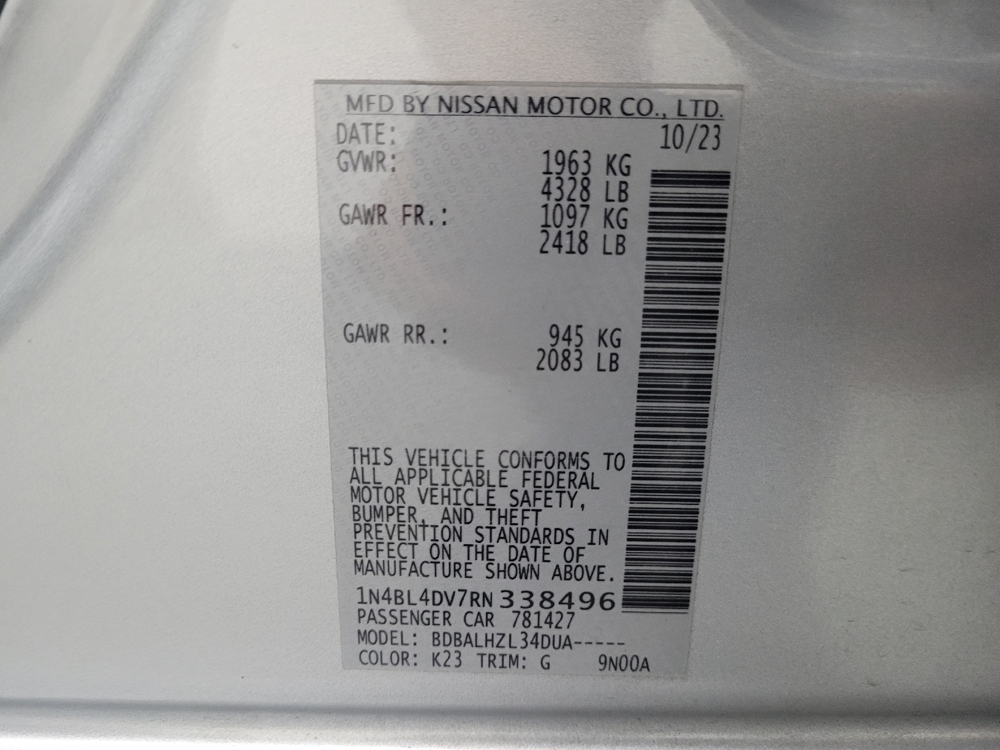 MFD BY NISSAN MOTOR CO., LTD.
DATE: 10/23
GVWR: 1963 KG
4328 LB
GAWR FR.: 1097 KG
2418 LB
GAWR RR.: 945 KG
2083 LB
THIS VEHICLE CONFORMS TO
ALL APPLICABLE FEDERAL
MOTOR VEHICLE SAFETY,
BUMPER, AND THEFT
PREVENTION STANDARDS IN
EFFECT ON THE DATE OF
MANUFACTURE SHOWN ABOVE.
1N4BL4DV7RN 338496
PASSENGER CAR 781427
MODEL: BDBALHZL34DUA-----
COLOR: K23 TRIM: G 9N00A